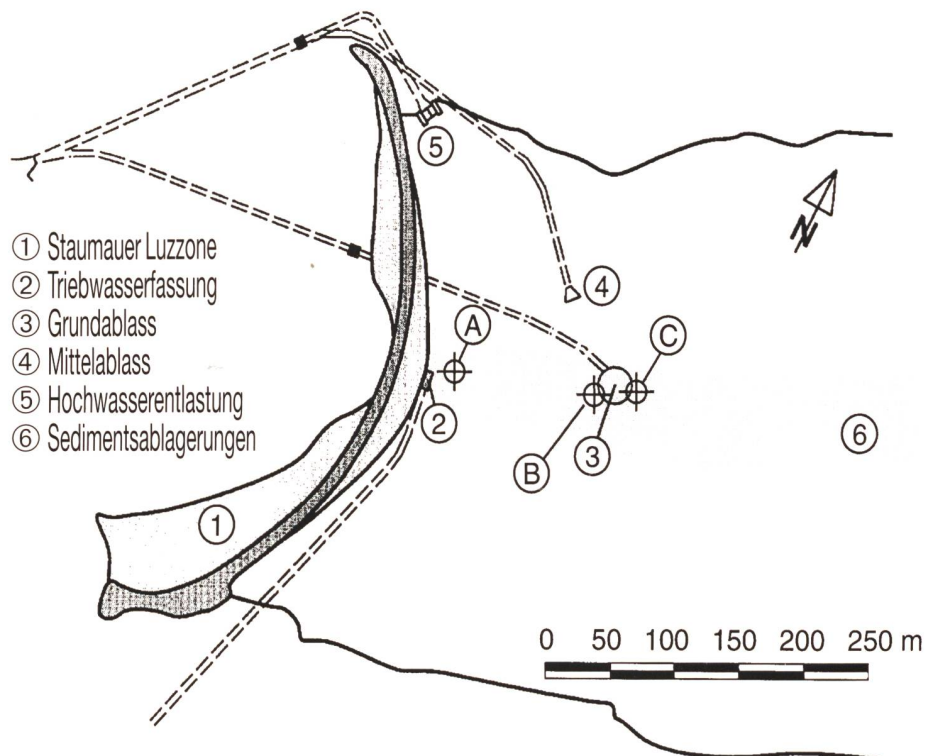 ⑤
N
① Staumauer Luzzone
② Triebwasserfassung
③ Grundablass
④ Mittelablass
⑤ Hochwasserentlastung
⑥ Sedimentsablagerungen
④
A
C
②
⑥
B
③
①
0 50 100 150 200 250 m